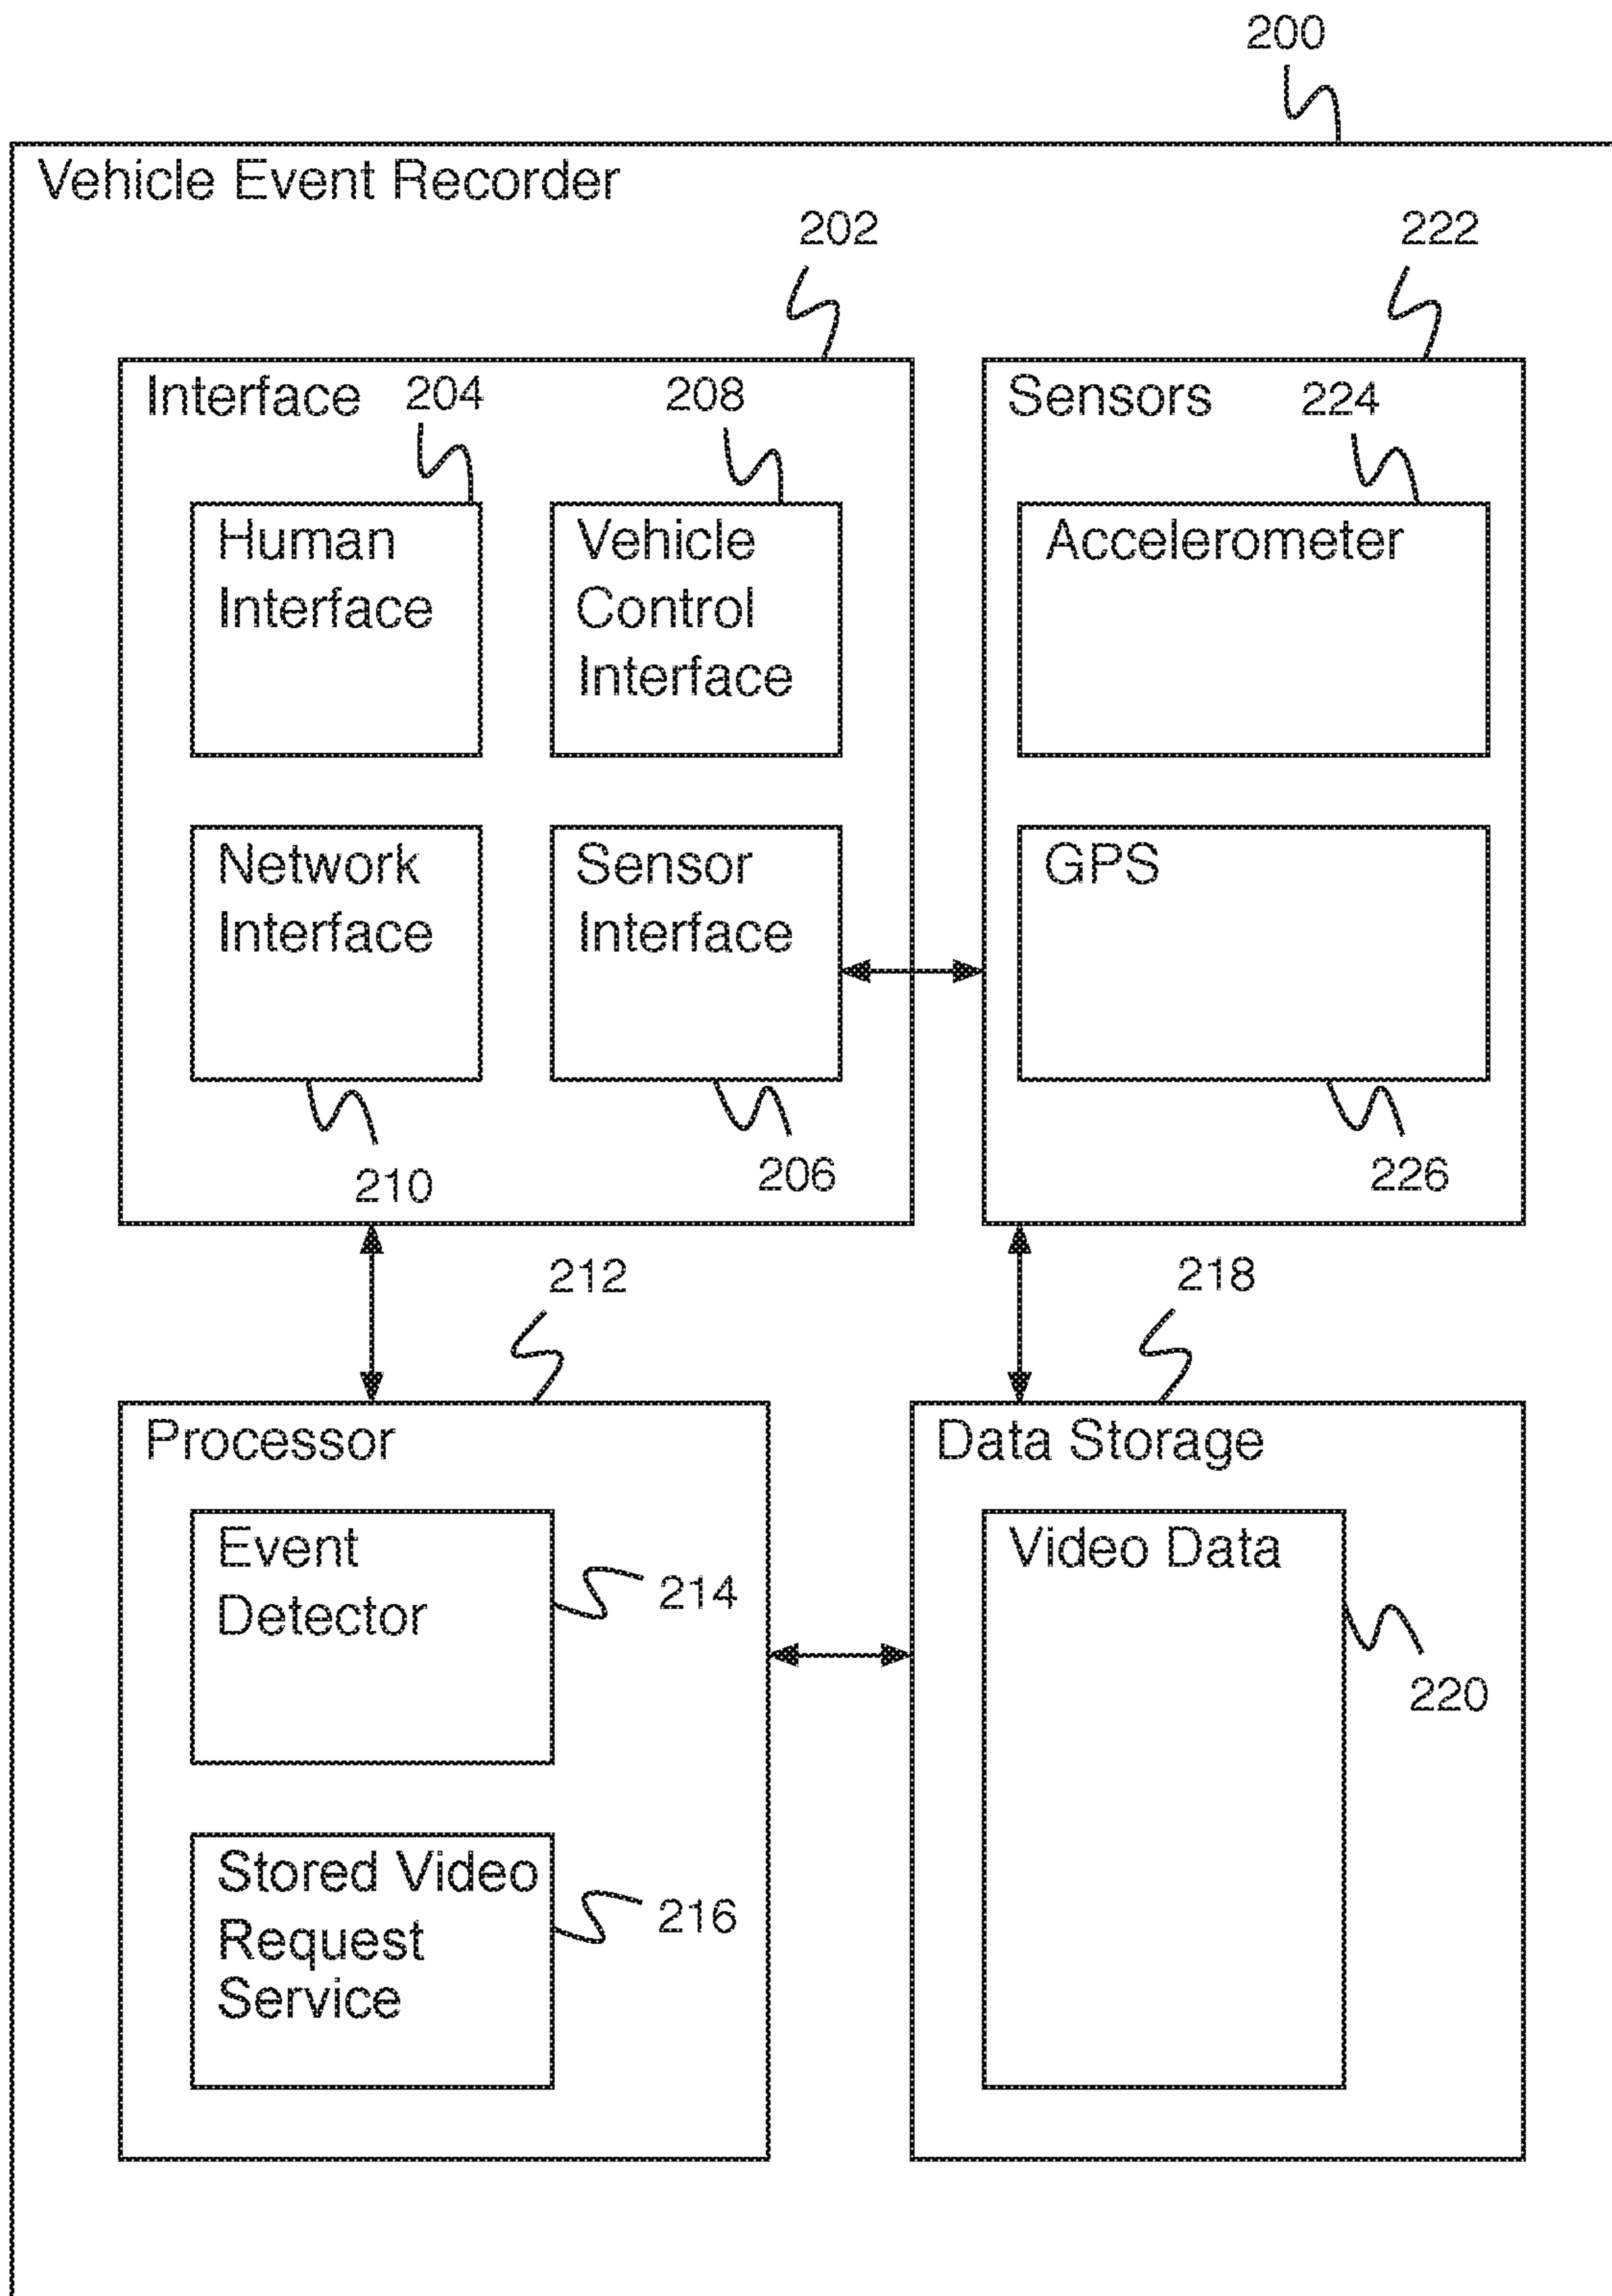 200
Vehicle Event Recorder
202
222
Interface
204
208
Sensors
224
Human
Interface
Vehicle
Control
Interface
Accelerometer
Network
Interface
Sensor
Interface
GPS
210
206
226
212
218
Processor
Data Storage
Event
Detector
214
Video Data
220
Stored Video
Request
Service
216